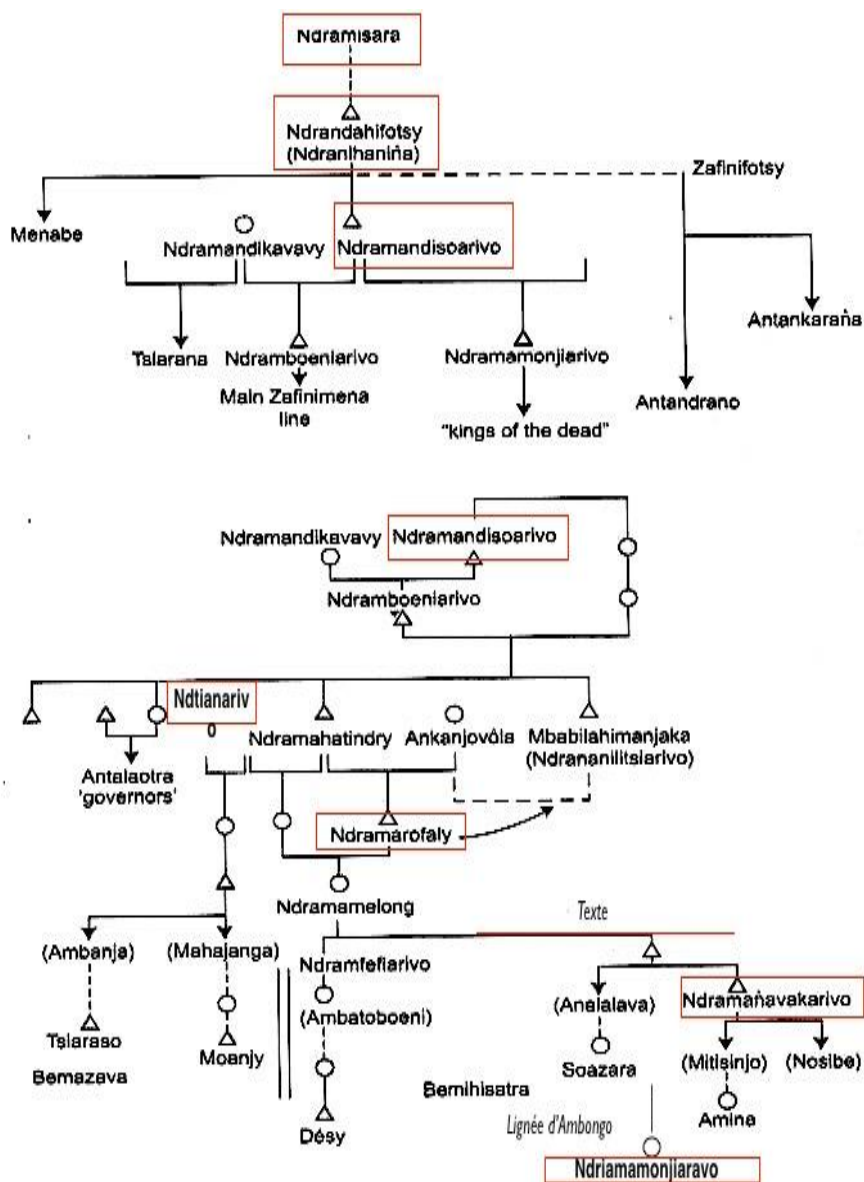 Ndramisara
Ndrandahifotsy
(Ndranihaniña)
Zafinifotsy
Menabe
Ndramandikavavy Ndramandisoarivo
Antankaraña
Tsiarana Ndramboeniarivo Ndramamonjiarivo
Main Zafinimena
line
Antandrano
"kings of the dead"
Ndramandikavavy Ndramandisoarivo
Ndramboeniarivo
Ndtianariv
o
Ndramahatindry Ankanjovôla Mbabilahimanjaka
(Ndrananilitsiarivo)
Antalaotra
'governors'
Ndramarofaly
Ndramamelong
Texte
(Ambanja) (Mahajanga) Ndramfefiarivo
(Analalava) Ndramañavakarivo
(Ambatoboeni)
Tsiaraso Moanjy Soazara (Mitisinjo) (Nosibe)
Bemazava
Bemihisatra
Amina
Désy
Lignée d'Ambongo
Ndriamamonjiaravo